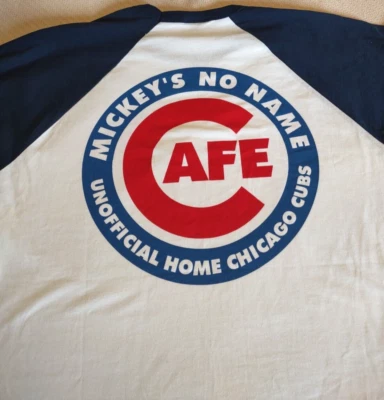 MICKEY'S NO NAME
CAFE
UNOFFICIAL HOME CHICAGO CUBS